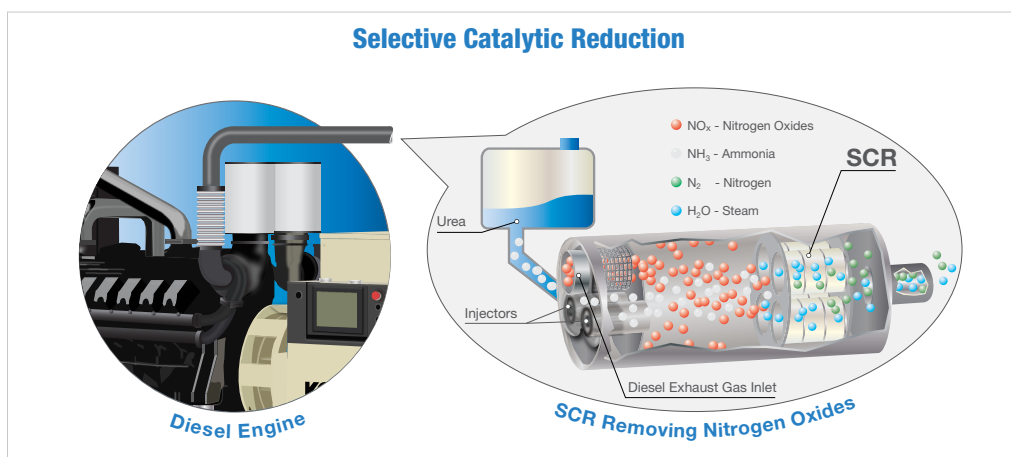 Selective Catalytic Reduction
NOx - Nitrogen Oxides
NH3 - Ammonia
N2 - Nitrogen
H2O - Steam
SCR
Urea
Injectors
Diesel Exhaust Gas Inlet
Diesel Engine
SCR Removing Nitrogen Oxides